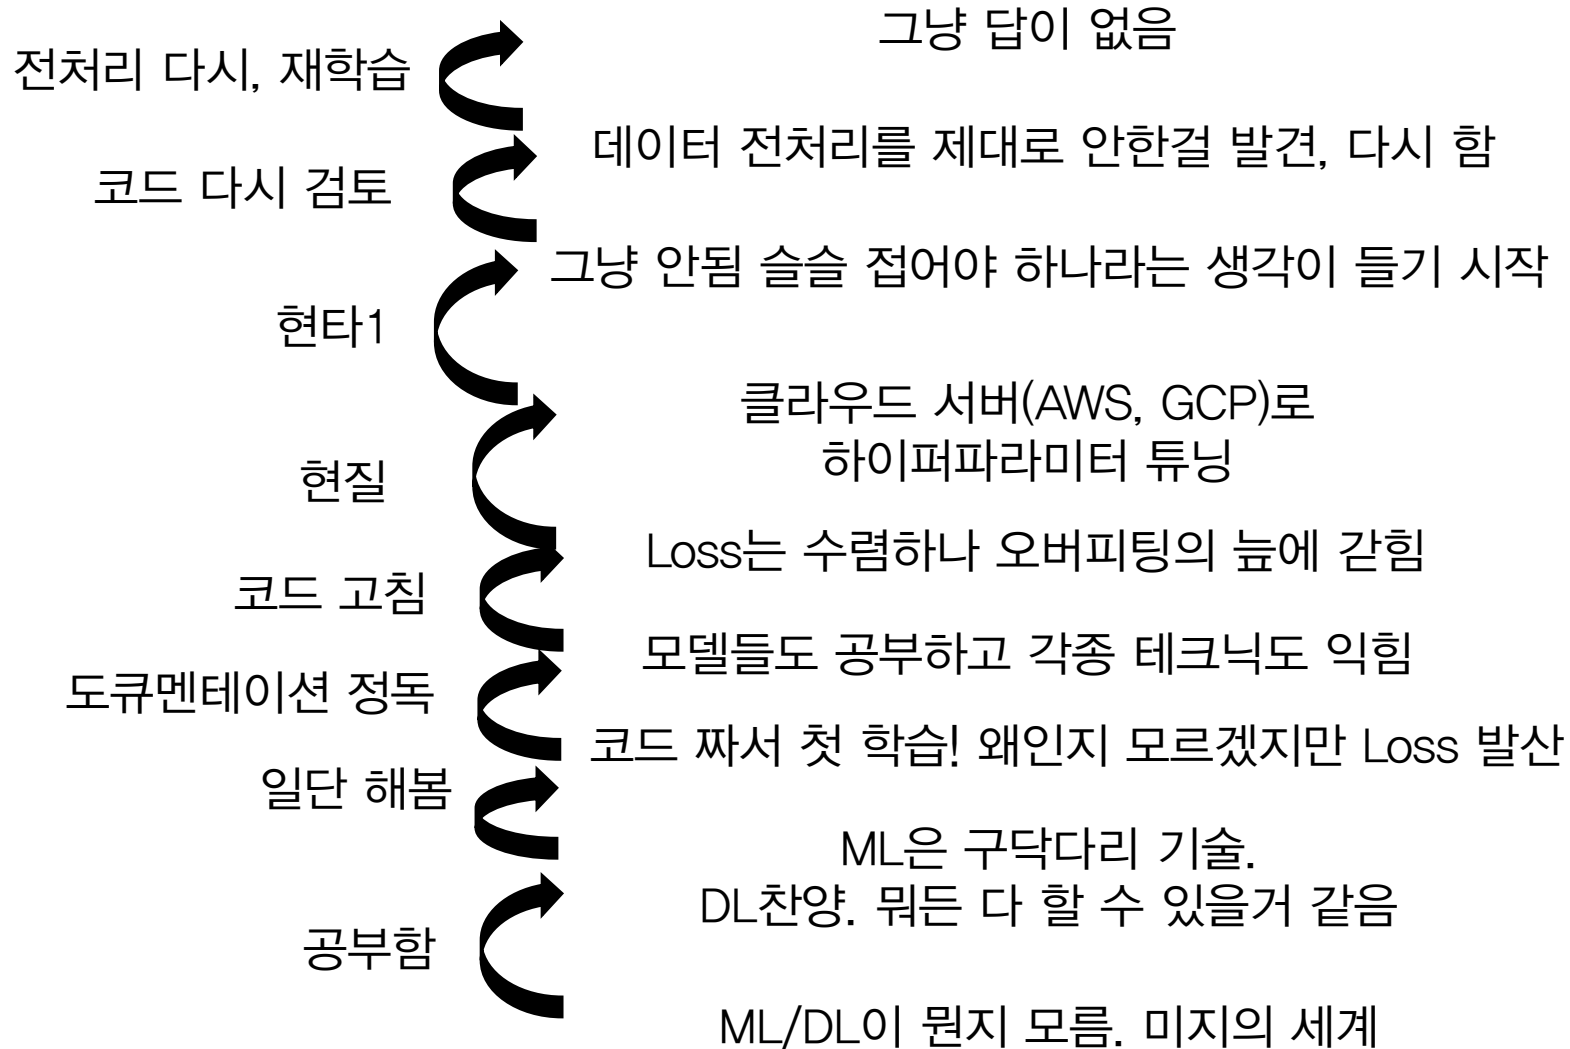 그냥 답이 없음
전처리 다시, 재학습
데이터 전처리를 제대로 안한걸 발견, 다시 함
코드 다시 검토
그냥 안됨 슬슬 접어야 하나라는 생각이 들기 시작
현타1
클라우드 서버(AWS, GCP)로
하이퍼파라미터 튜닝
현질
Loss는 수렴하나 오버피팅의 늪에 갇힘
코드 고침
모델들도 공부하고 각종 테크닉도 익힘
도큐멘테이션 정독
코드 짜서 첫 학습! 왜인지 모르겠지만 Loss 발산
일단 해봄
ML은 구닥다리 기술.
DL찬양. 뭐든 다 할 수 있을거 같음
공부함
ML/DL이 뭔지 모름. 미지의 세계